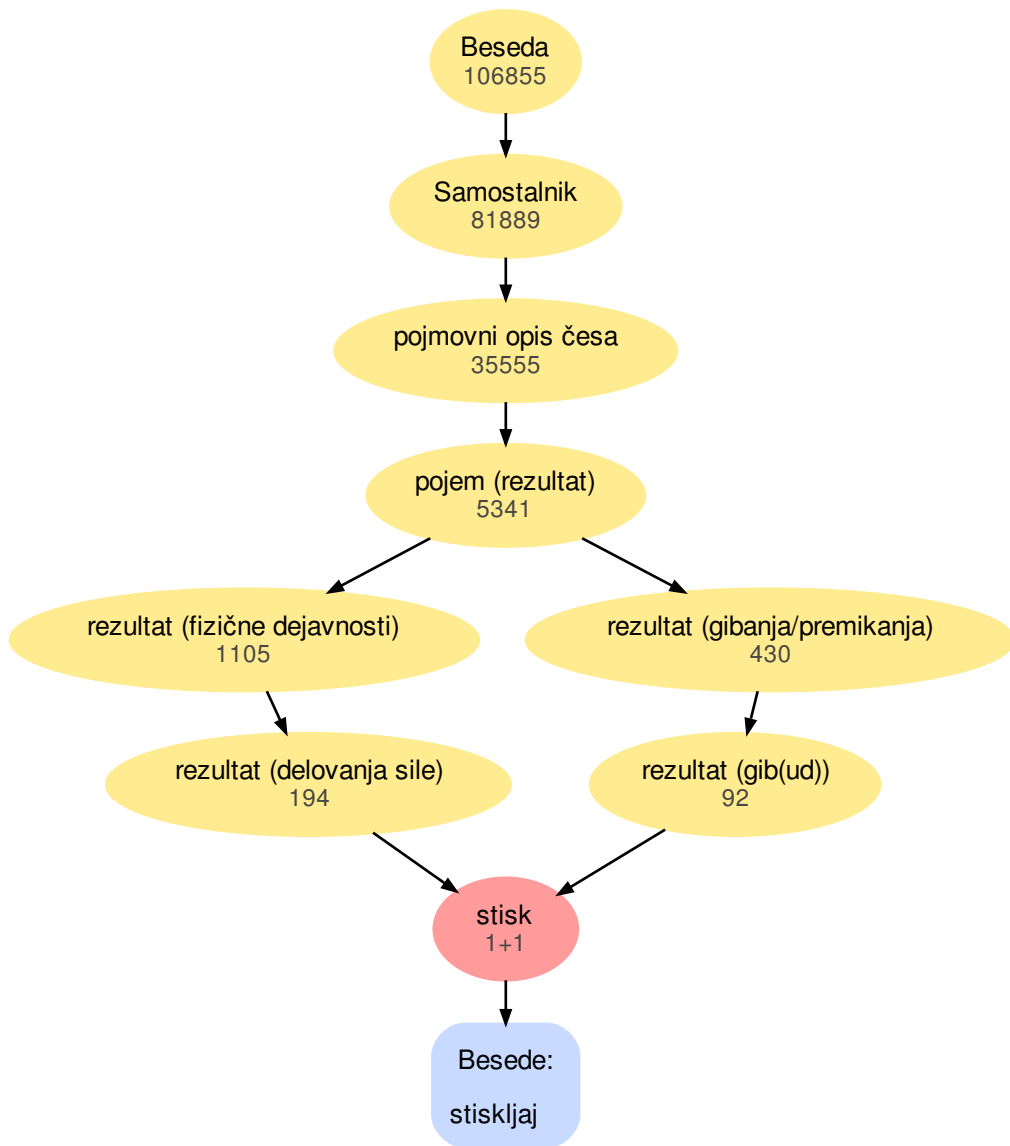 Beseda
106855
Samostalnik
81889
pojmovni opis česa
35555
pojem (rezultat)
5341
rezultat (fizične dejavnosti)
1105
rezultat (gibanja/premikanja)
430
rezultat (delovanja sile)
194
rezultat (gib(ud))
92
stisk
1+1
Besede:
stiskljaj